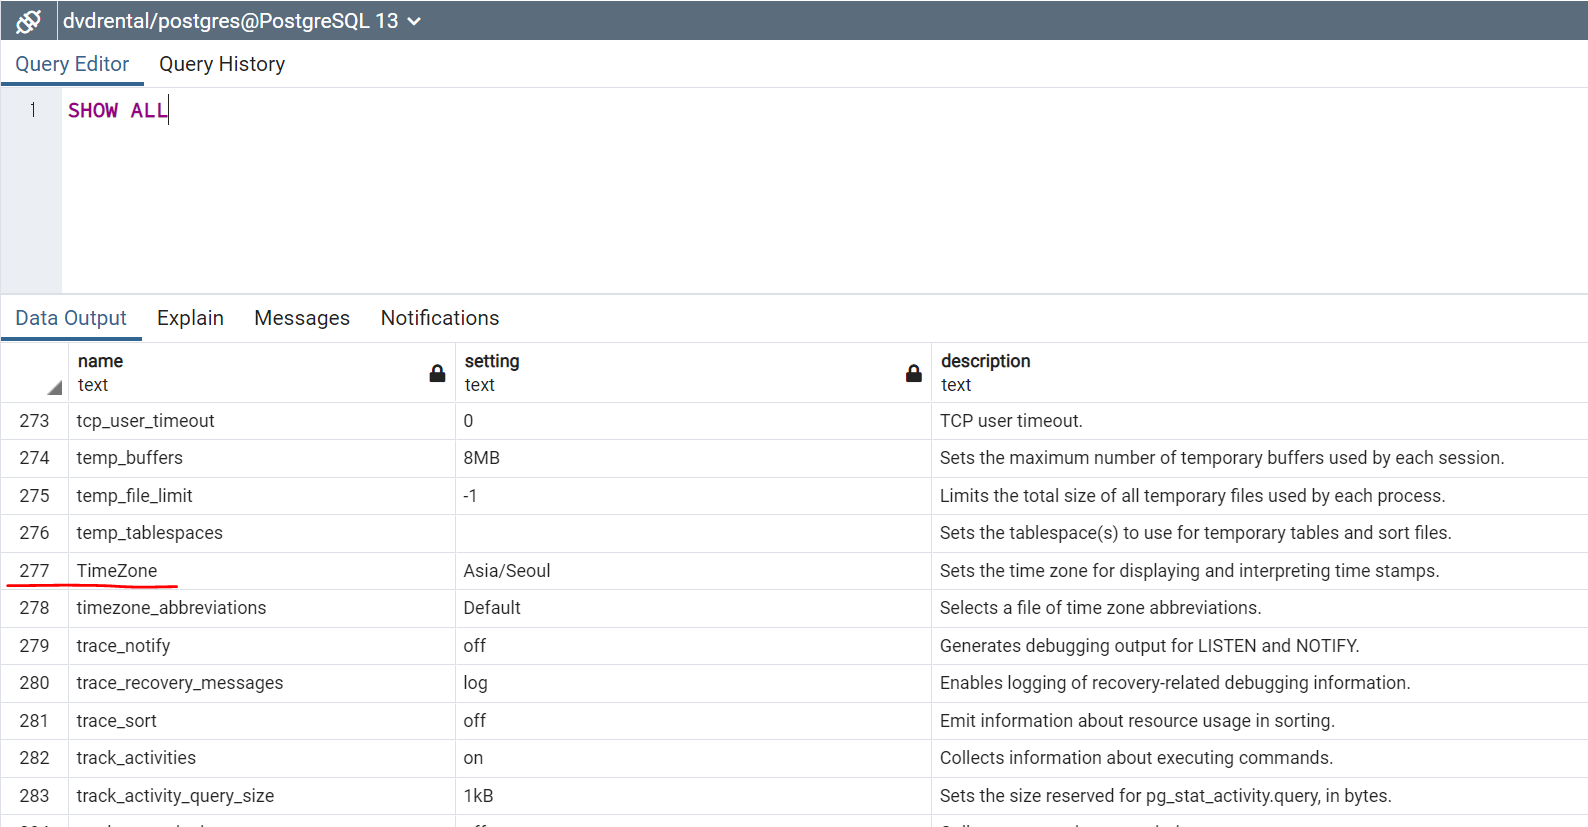 dvdrental/postgres@PostgreSQL 13
Query Editor Query History
1 SHOW ALL
Data Output Explain Messages Notifications
name setting description
text text text
273 tcp_user_timeout 0 TCP user timeout.
274 temp_buffers 8MB Sets the maximum number of temporary buffers used by each session.
275 temp_file_limit -1 Limits the total size of all temporary files used by each process.
276 temp_tablespaces Sets the tablespace(s) to use for temporary tables and sort files.
277 TimeZone Asia/Seoul Sets the time zone for displaying and interpreting time stamps.
278 timezone_abbreviations Default Selects a file of time zone abbreviations.
279 trace_notify off Generates debugging output for LISTEN and NOTIFY.
280 trace_recovery_messages log Enables logging of recovery-related debugging information.
281 trace_sort off Emit information about resource usage in sorting.
282 track_activities on Collects information about executing commands.
283 track_activity_query_size 1kB Sets the size reserved for pg_stat_activity.query, in bytes.